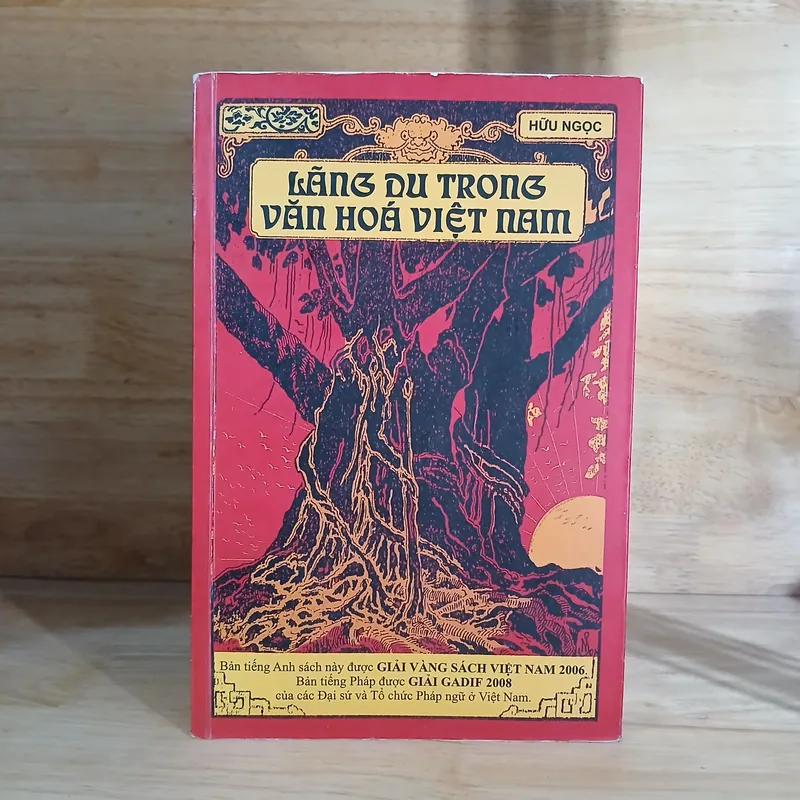 HỮU NGỌC
LÃNG DU TRONG
VĂN HOÁ VIỆT NAM
Bản tiếng Anh sách này được GIẢI VÀNG SÁCH VIỆT NAM 2006.
Bản tiếng Pháp được GIẢI GADIF 2008
của các Đại sứ và Tổ chức Pháp ngữ ở Việt Nam.